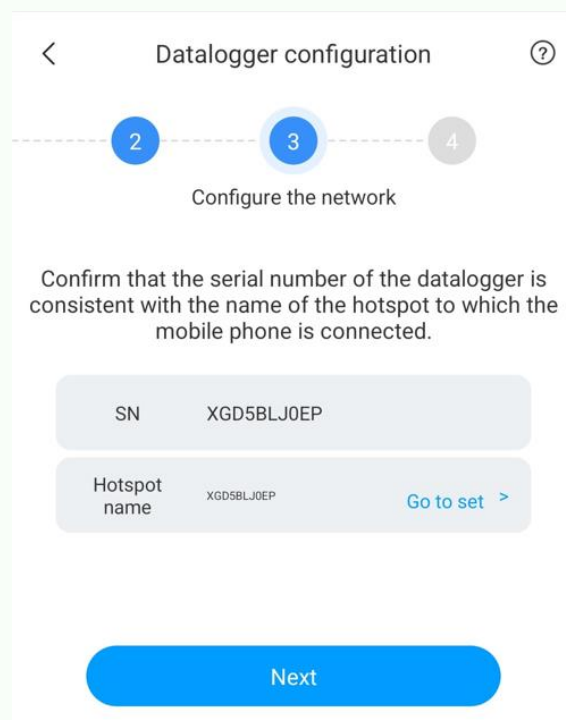 Datalogger configuration
2
3
4
Configure the network
Confirm that the serial number of the datalogger is
consistent with the name of the hotspot to which the
mobile phone is connected.
SN XGD5BLJ0EP
Hotspot
name
XGD5BLJ0EP
Go to set >
Next